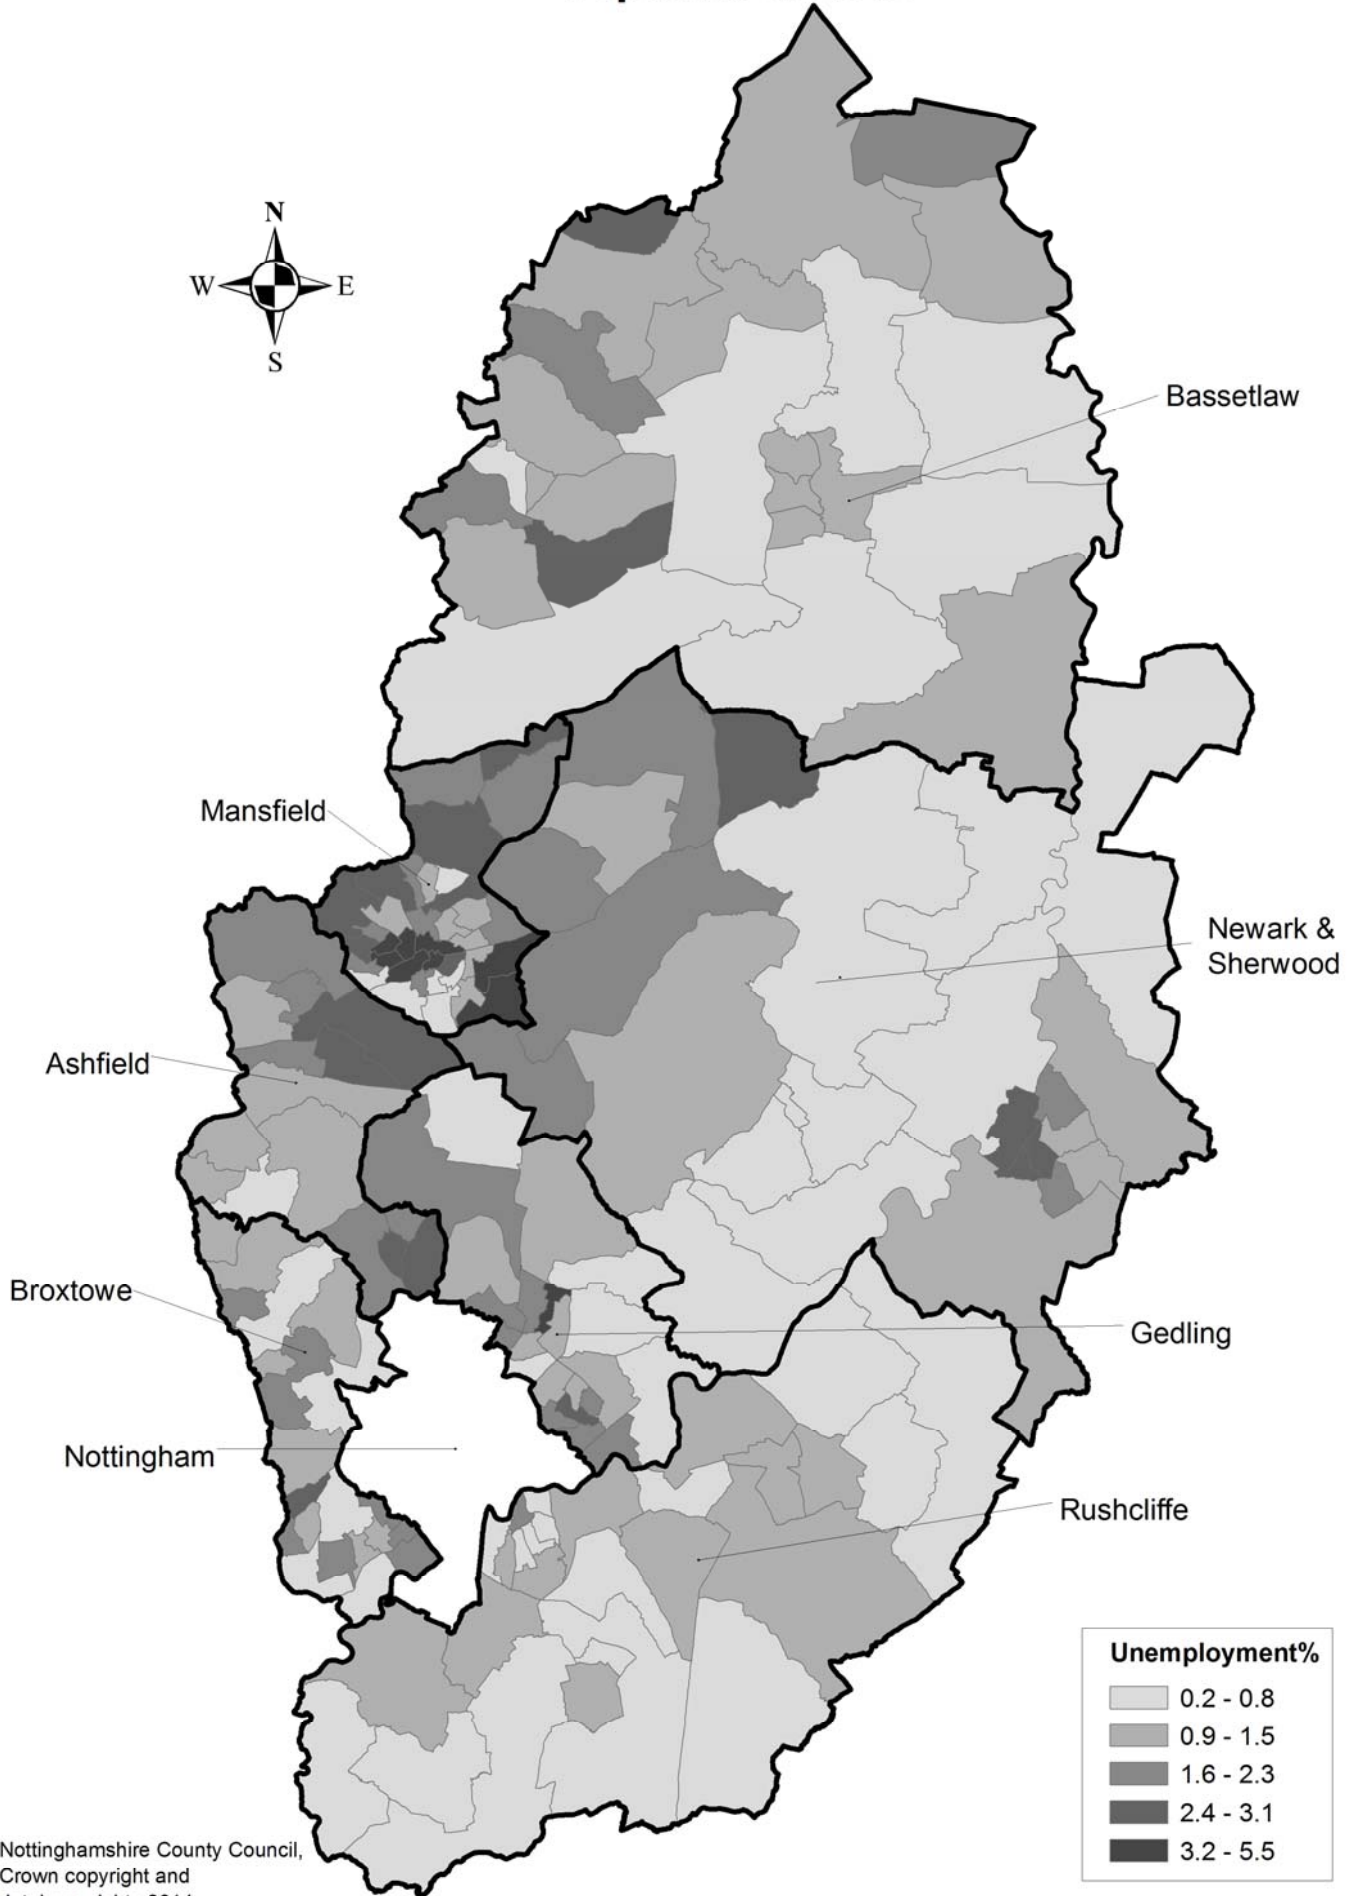 N
W E
S
Bassetlaw
Mansfield
Newark &
Sherwood
Ashfield
Broxtowe
Gedling
Nottingham
Rushcliffe
Unemployment%
0.2 - 0.8
0.9 - 1.5
1.6 - 2.3
2.4 - 3.1
3.2 - 5.5
Nottinghamshire County Council,
Crown copyright and